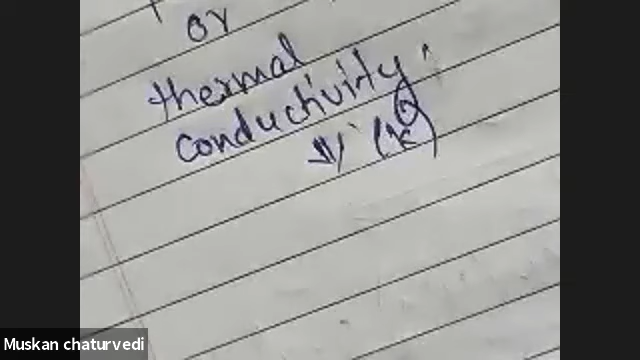 or
thermal
conductivity
(K)
Muskan chaturvedi